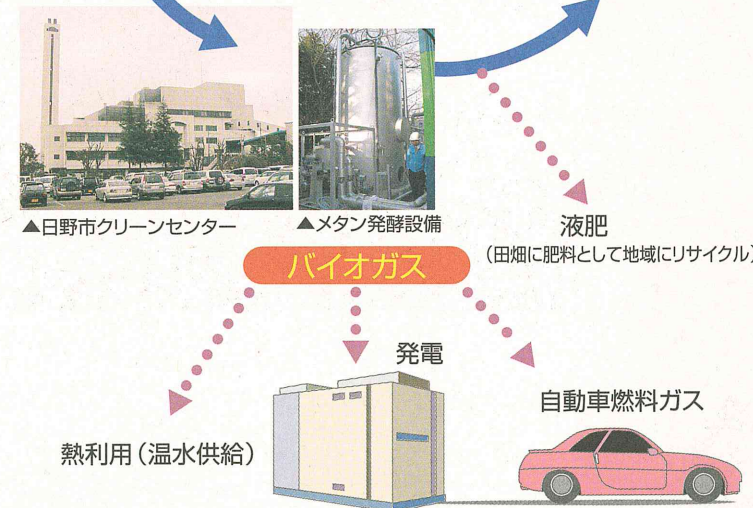 ▲日野市クリーンセンター
▲メタン発酵設備
液肥
(田畑に肥料として地域にリサイクル)
バイオガス
発電
自動車燃料ガス
熱利用(温水供給)